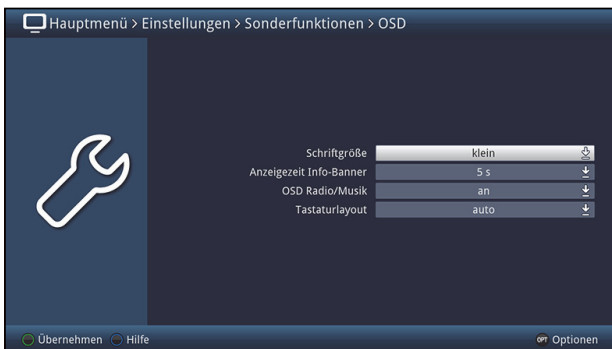 Hauptmenü > Einstellungen > Sonderfunktionen > OSD
Schriftgröße klein
Anzeigezeit Info-Banner 5 s
OSD Radio/Musik an
Tastaturlayout auto
Übernehmen Hilfe OPT Optionen